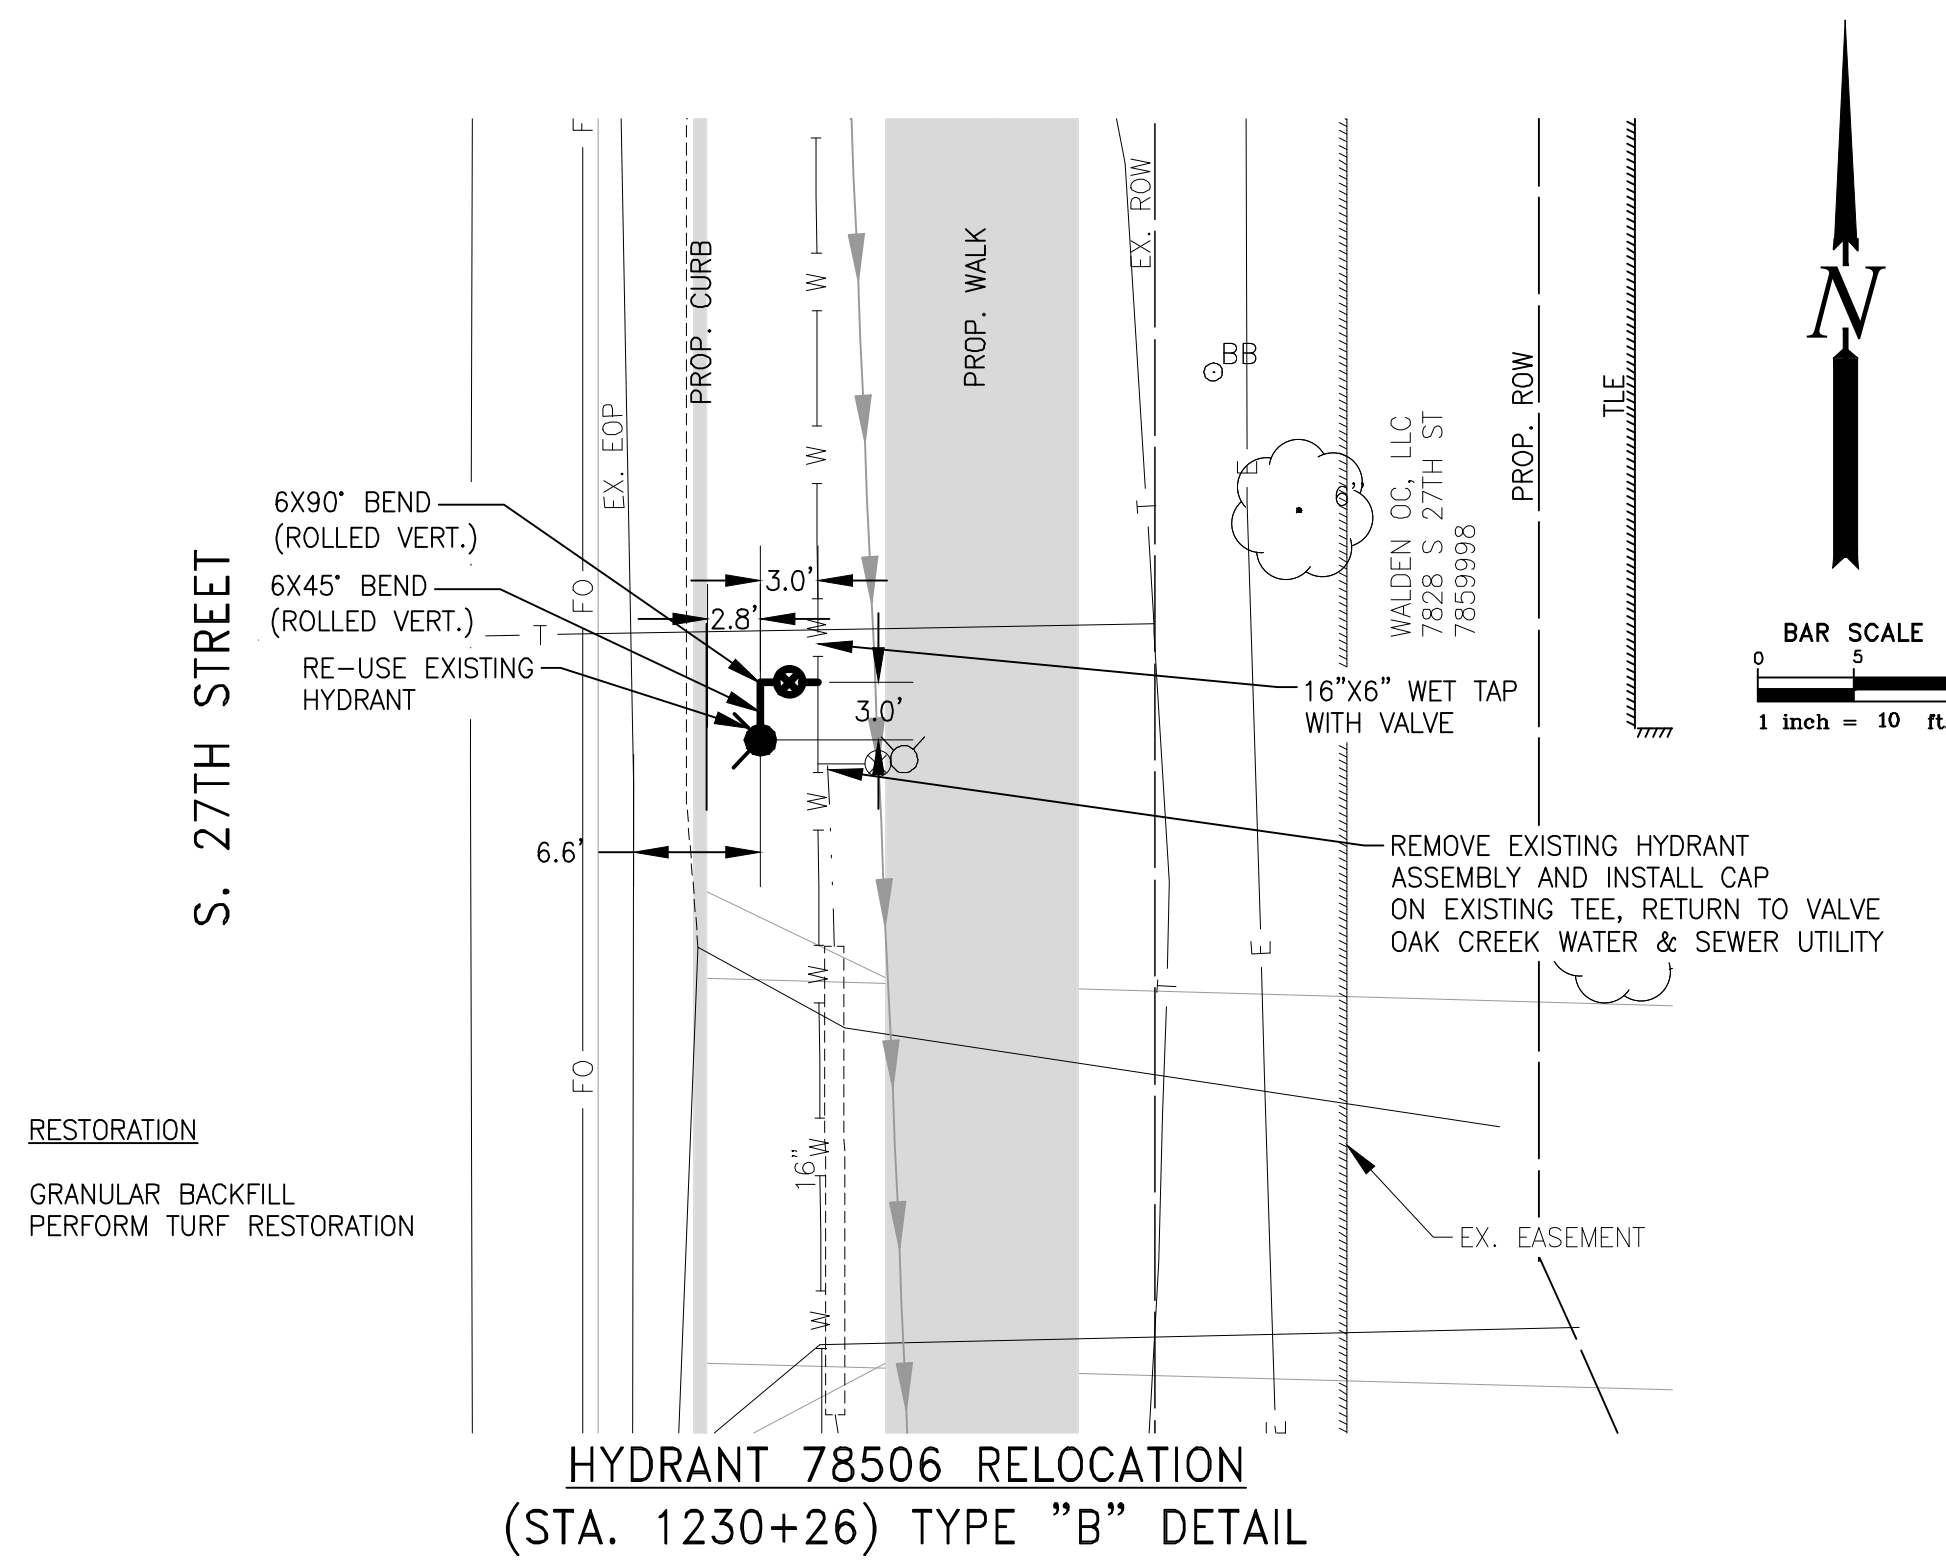 F
PROP. CURB
W
PROP. WALK
EX. ROW
N
BB
EX. EOP
W
E
6"
T
WALDEN OC, LLC
7828 S 27TH ST
7859998
PROP. ROW
TLE
6X90° BEND
(ROLLED VERT.)
6X45° BEND
(ROLLED VERT.)
RE-USE EXISTING
HYDRANT
S. 27TH STREET
FO
T
3.0'
2.8'
W
3.0'
16"X6" WET TAP
WITH VALVE
BAR SCALE
0 5
1 inch = 10 ft.
W
6.6'
REMOVE EXISTING HYDRANT
ASSEMBLY AND INSTALL CAP
ON EXISTING TEE, RETURN TO VALVE
OAK CREEK WATER & SEWER UTILITY
W
T
E
FO
W
16"
W
E
EX. EASEMENT
RESTORATION
GRANULAR BACKFILL
PERFORM TURF RESTORATION
HYDRANT 78506 RELOCATION
(STA. 1230+26) TYPE "B" DETAIL